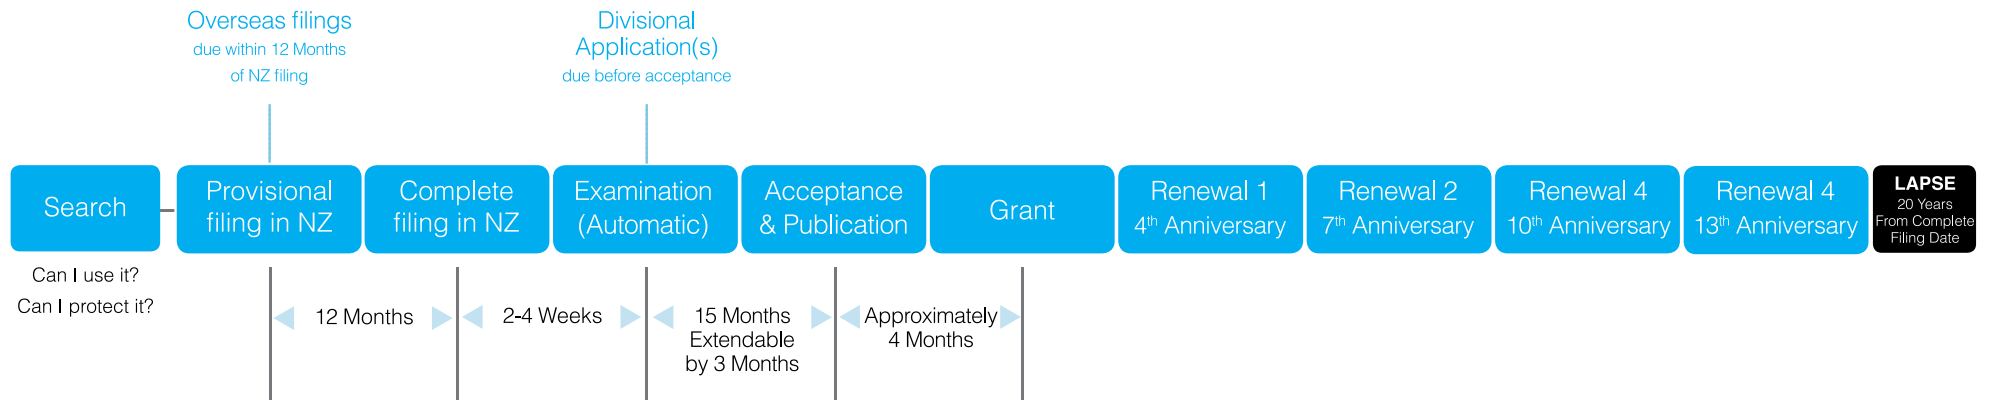 Overseas filings
due within 12 Months
of NZ filing
Divisional
Application(s)
due before acceptance
Search
Provisional
filing in NZ
Complete
filing in NZ
Examination
(Automatic)
Acceptance
& Publication
Grant
Renewal 1
4th Anniversary
Renewal 2
7th Anniversary
Renewal 4
10th Anniversary
Renewal 4
13th Anniversary
LAPSE
20 Years
From Complete
Filing Date
Can I use it?
Can I protect it?
12 Months
2-4 Weeks
15 Months
Extendable
by 3 Months
Approximately
4 Months